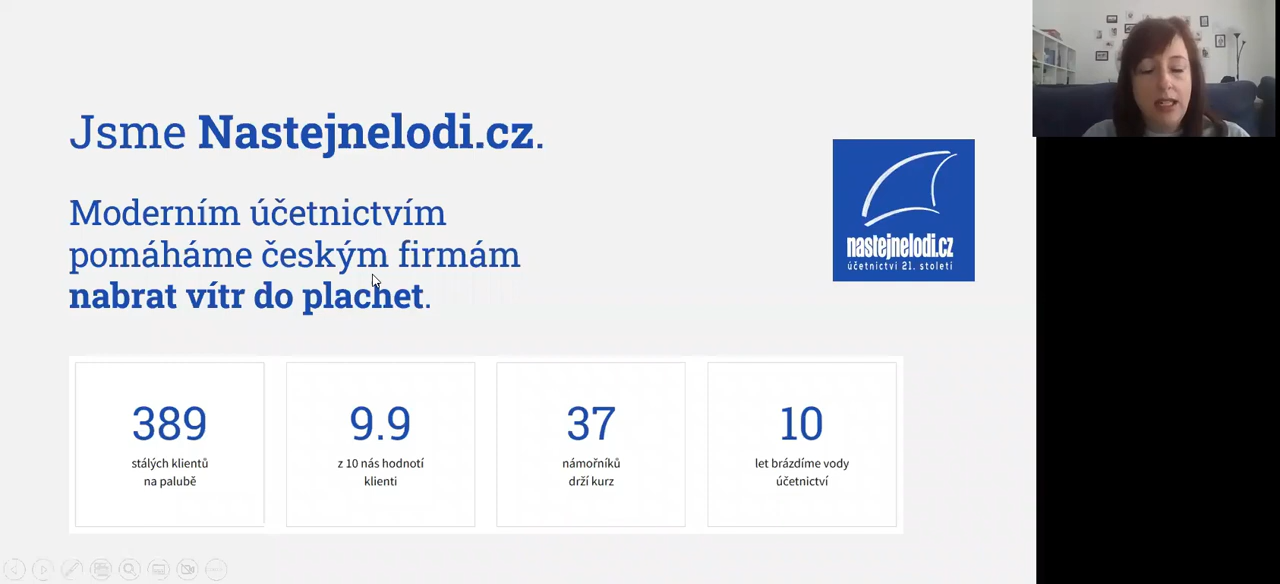 Jsme Nastejnelodi.cz.
Moderním účetnictvím
pomáháme českým firmám
nabrat vítr do plachet.
nastejnelodi.cz
účetnictví 21. století
389
stálých klientů
na palubě
9.9
z 10 nás hodnotí
klienti
37
námořníků
drží kurz
10
let brázdíme vody
účetnictví